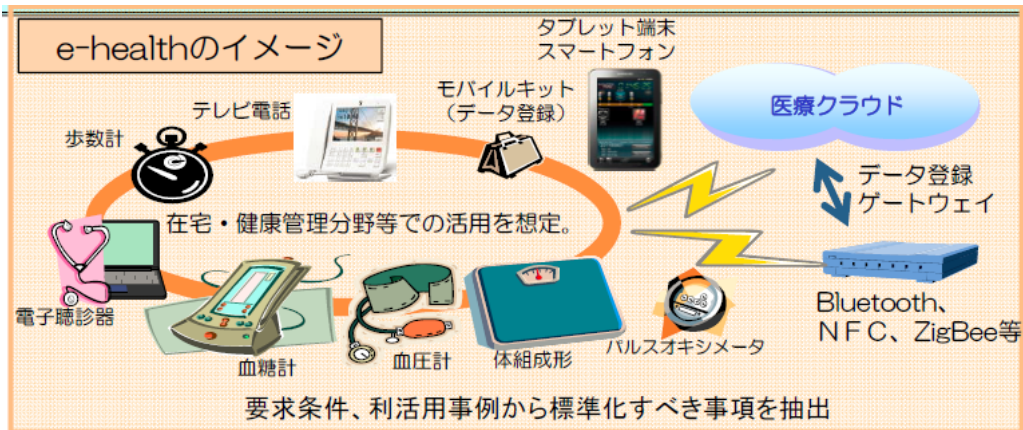 e-healthのイメージ
タブレット端末
スマートフォン
モバイルキット
（データ登録）
テレビ電話
歩数計
医療クラウド
データ登録
ゲートウェイ
在宅・健康管理分野等での活用を想定。
電子聴診器
血糖計
血圧計
体組成形
パルスオキシメータ
Bluetooth、
ＮＦＣ、ZigBee等
要求条件、利活用事例から標準化すべき事項を抽出